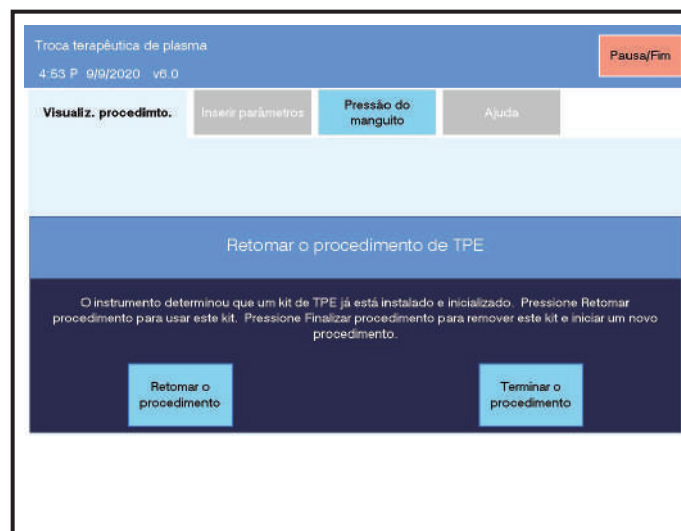 Troca terapêutica de plasma
4:53 P 9/9/2020 v6.0
Pausa/Fim
Visualiz. procedimto.
Inserir parâmetros
Pressão do
manguito
Ajuda
Retomar o procedimento de TPE
O instrumento determinou que um kit de TPE já está instalado e inicializado. Pressione Retomar
procedimento para usar este kit. Pressione Finalizar procedimento para remover este kit e iniciar um novo
procedimento.
Retomar o
procedimento
Terminar o
procedimento